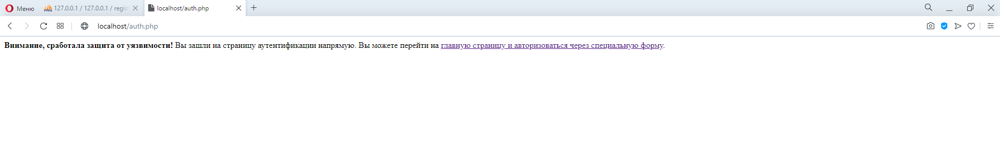 Меню
127.0.0.1 / 127.0.0.1 / regist
localhost/auth.php
localhost/auth.php
Внимание, сработала защита от уязвимости! Вы зашли на страницу аутентификации напрямую. Вы можете перейти на главную страницу и авторизоваться через специальную форму.